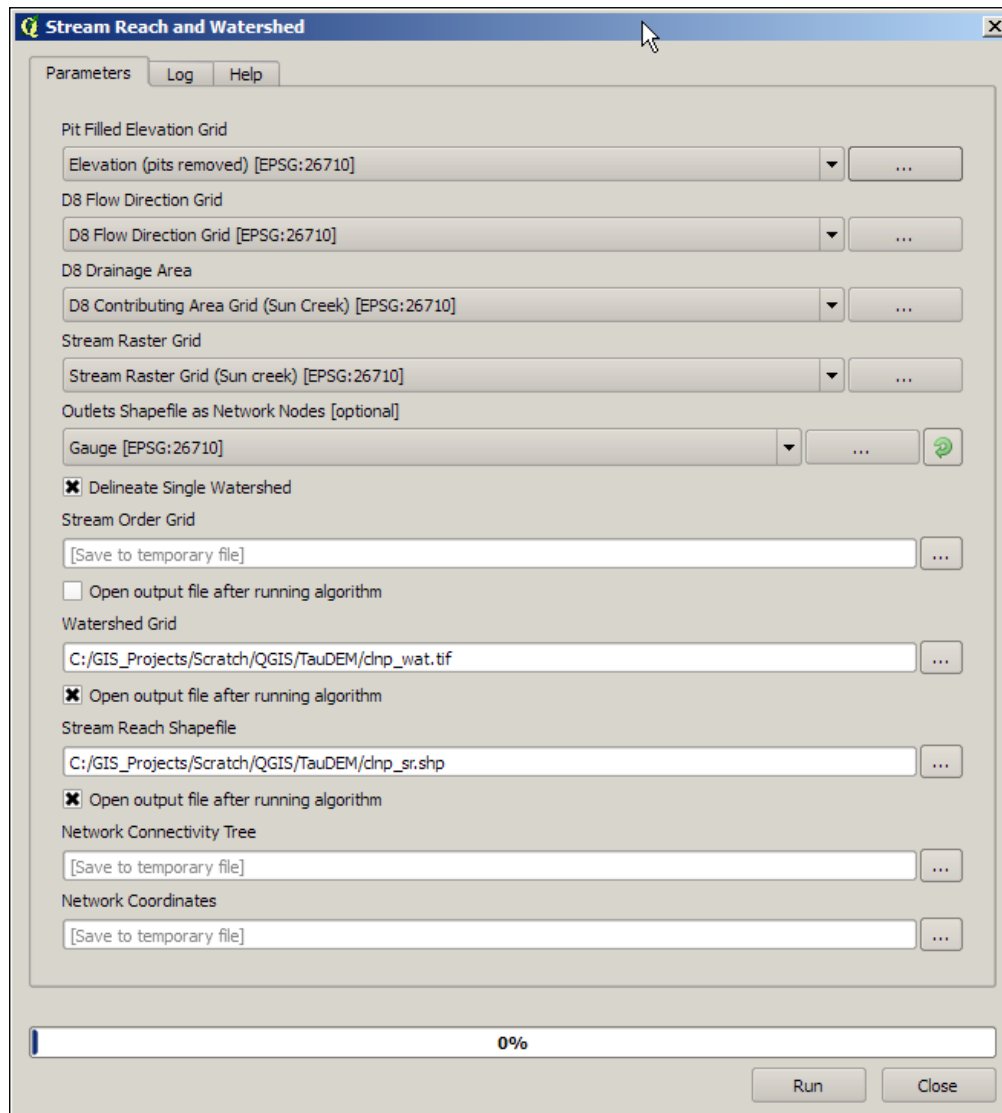 Stream Reach and Watershed
Parameters Log Help
Pit Filled Elevation Grid
Elevation (pits removed) [EPSG:26710] ...
D8 Flow Direction Grid
D8 Flow Direction Grid [EPSG:26710] ...
D8 Drainage Area
D8 Contributing Area Grid (Sun Creek) [EPSG:26710] ...
Stream Raster Grid
Stream Raster Grid (Sun creek) [EPSG:26710] ...
Outlets Shapefile as Network Nodes [optional]
Gauge [EPSG:26710] ...
Delineate Single Watershed
Stream Order Grid
[Save to temporary file] ...
Open output file after running algorithm
Watershed Grid
C:/GIS_Projects/Scratch/QGIS/TauDEM/clnp_wat.tif ...
Open output file after running algorithm
Stream Reach Shapefile
C:/GIS_Projects/Scratch/QGIS/TauDEM/clnp_sr.shp ...
Open output file after running algorithm
Network Connectivity Tree
[Save to temporary file] ...
Network Coordinates
[Save to temporary file] ...
0%
Run Close